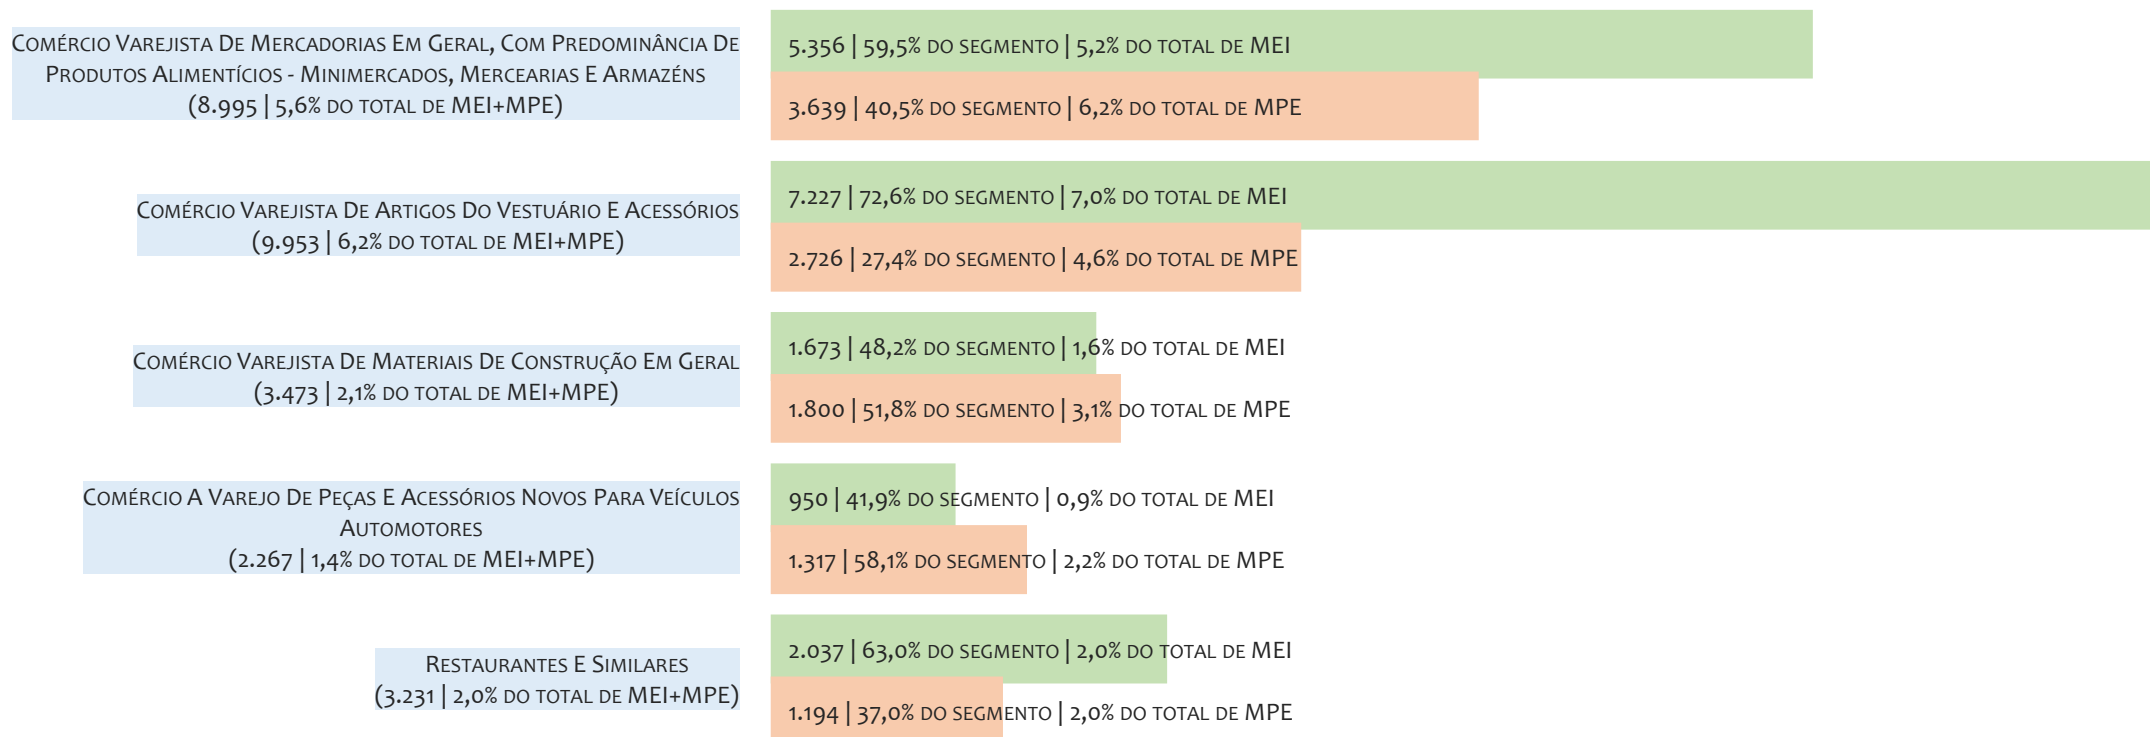 Comércio Varejista De Mercadorias Em Geral, Com Predominância De
Produtos Alimentícios - Minimercados, Mercearias E Armazéns
(8.995 | 5,6% do total de MEI+MPE)
5.356 | 59,5% do segmento | 5,2% do total de MEI
3.639 | 40,5% do segmento | 6,2% do total de MPE
Comércio Varejista De Artigos Do Vestuário E Acessórios
(9.953 | 6,2% do total de MEI+MPE)
7.227 | 72,6% do segmento | 7,0% do total de MEI
2.726 | 27,4% do segmento | 4,6% do total de MPE
Comércio Varejista De Materiais De Construção Em Geral
(3.473 | 2,1% do total de MEI+MPE)
1.673 | 48,2% do segmento | 1,6% do total de MEI
1.800 | 51,8% do segmento | 3,1% do total de MPE
Comércio A Varejo De Peças E Acessórios Novos Para Veículos
Automotores
(2.267 | 1,4% do total de MEI+MPE)
950 | 41,9% do segmento | 0,9% do total de MEI
1.317 | 58,1% do segmento | 2,2% do total de MPE
Restaurantes E Similares
(3.231 | 2,0% do total de MEI+MPE)
2.037 | 63,0% do segmento | 2,0% do total de MEI
1.194 | 37,0% do segmento | 2,0% do total de MPE